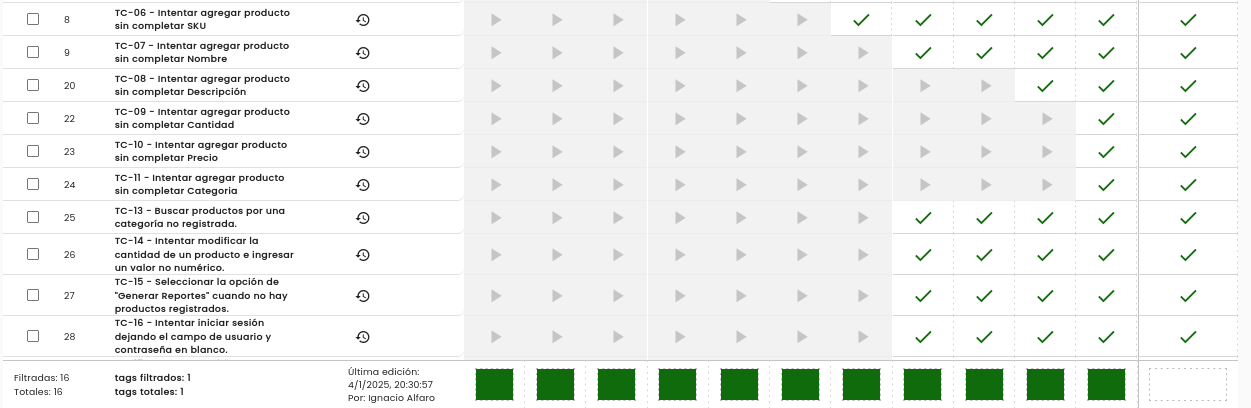 8
TC-06 - Intentar agregar producto
sin completar SKU
9
TC-07 - Intentar agregar producto
sin completar Nombre
20
TC-08 - Intentar agregar producto
sin completar Descripción
22
TC-09 - Intentar agregar producto
sin completar Cantidad
23
TC-10 - Intentar agregar producto
sin completar Precio
24
TC-11 - Intentar agregar producto
sin completar Categoria
25
TC-13 - Buscar productos por una
categoría no registrada.
26
TC-14 - Intentar modificar la
cantidad de un producto e ingresar
un valor no numérico.
27
TC-15 - Seleccionar la opción de
"Generar Reportes" cuando no hay
productos registrados.
28
TC-16 - Intentar iniciar sesión
dejando el campo de usuario y
contraseña en blanco.
Filtradas: 16
Totales: 16
tags filtrados: 1
tags totales: 1
Última edición:
4/1/2025, 20:30:57
Por: Ignacio Alfaro